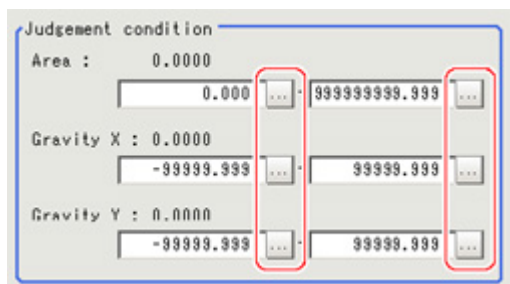 Judgement condition
Area : 0.0000
0.000 ... - 999999999.999 ...
Gravity X : 0.0000
-99999.999 ... - 99999.999 ...
Gravity Y : 0.0000
-99999.999 ... - 99999.999 ...